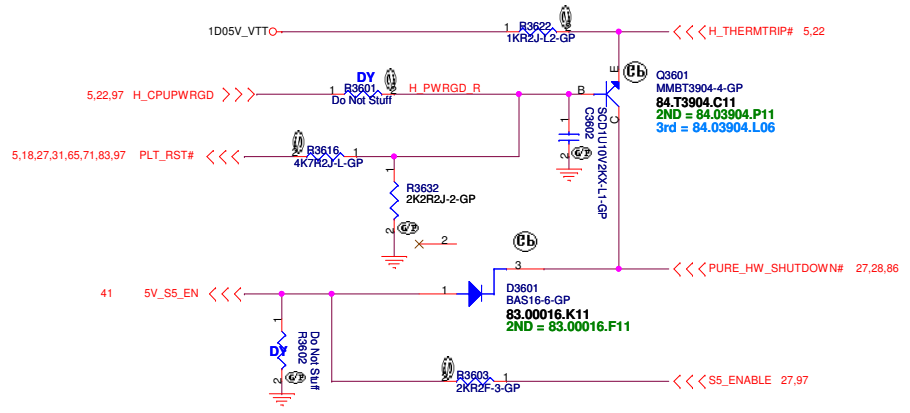 1D05V_VTT
1 R3622 2
1KR2J-L2-GP
H_THERMTRIP# 5,22
E
Q3601
MMBT3904-4-GP
84.T3904.C11
2ND = 84.03904.P11
3rd = 84.03904.L06
B
C
5,22,97 H_CPUPWRGD
DY
1 R3601 2
Do Not Stuff
H_PWRGD_R
1
C3602
SCD1U10V2KX-L1-GP
2
5,18,27,31,65,71,83,97 PLT_RST#
2 R3616 1
4K7R2J-L-GP
1
R3632
2K2R2J-2-GP
2
2
3
PURE_HW_SHUTDOWN# 27,28,86
41 5V_S5_EN
1
D3601
BAS16-6-GP
83.00016.K11
2ND = 83.00016.F11
1
DY
R3602
Do Not Stuff
2
2 R3603 1
2KR2F-3-GP
S5_ENABLE 27,97